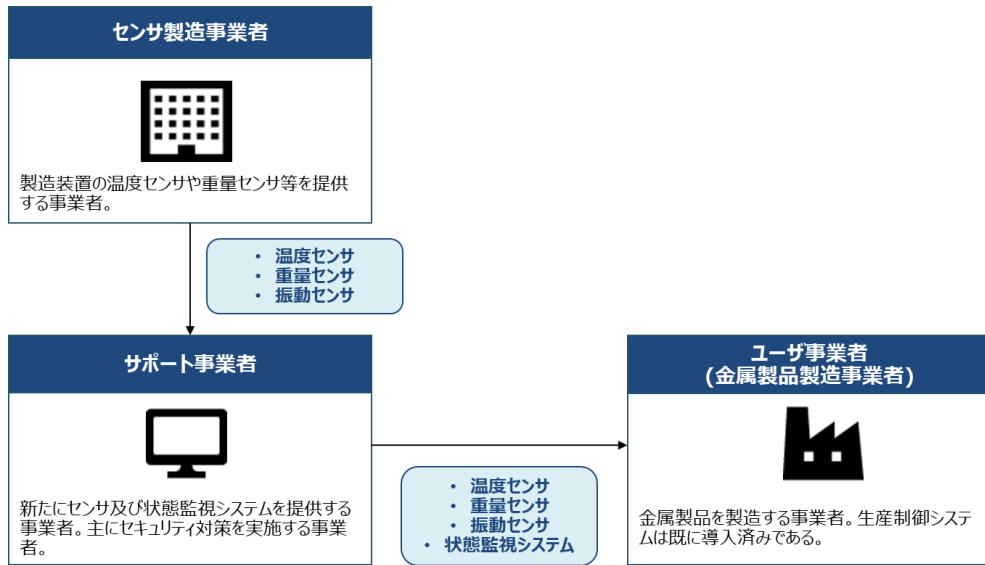 センサ製造事業者
製造装置の温度センサや重量センサ等を提供
する事業者。
・ 温度センサ
・ 重量センサ
・ 振動センサ
サポート事業者
新たにセンサ及び状態監視システムを提供する
事業者。主にセキュリティ対策を実施する事業
者。
・ 温度センサ
・ 重量センサ
・ 振動センサ
・ 状態監視システム
ユーザ事業者
(金属製品製造事業者)
金属製品を製造する事業者。生産制御システ
ムは既に導入済みである。